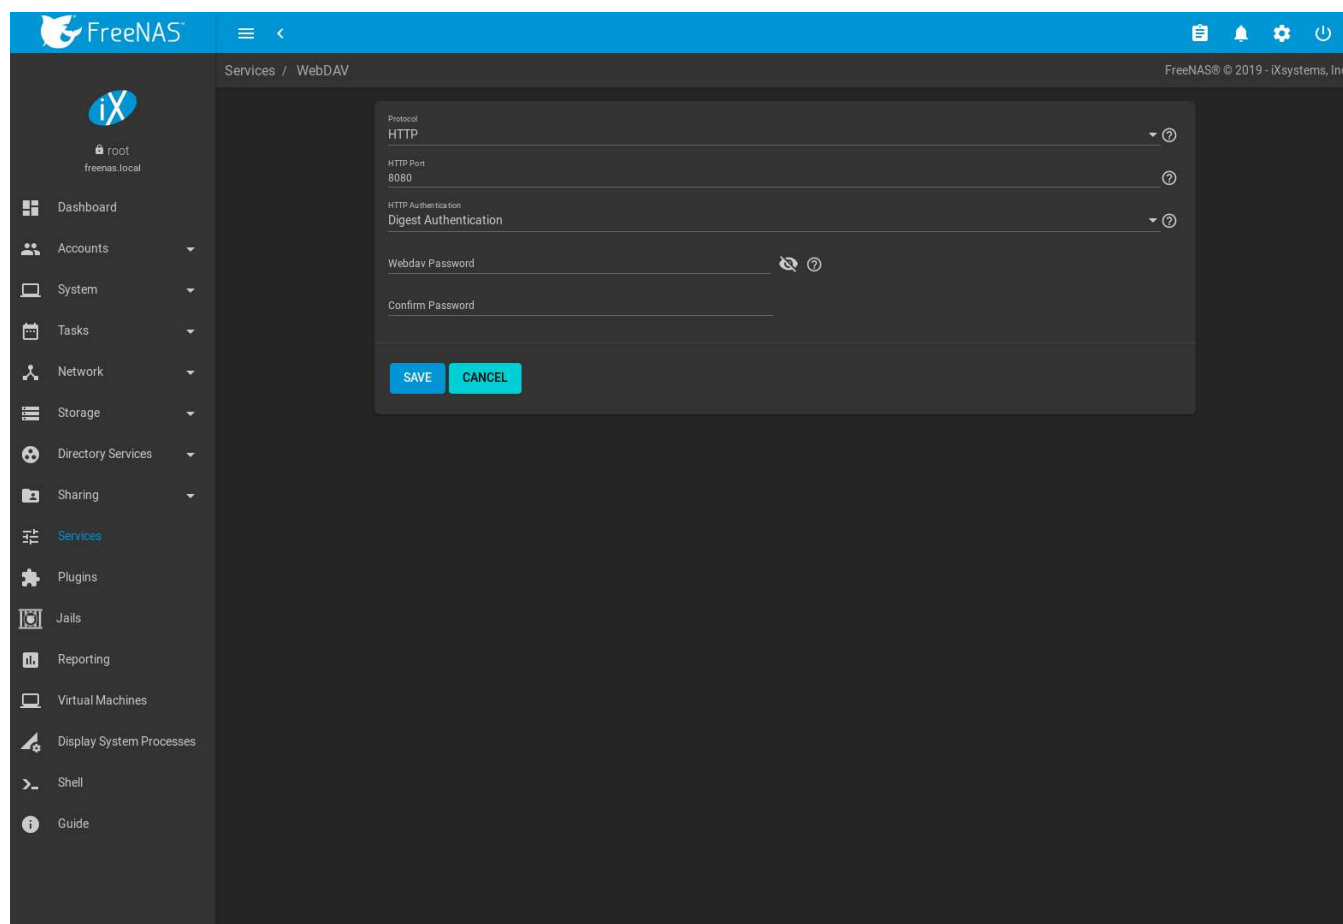 FreeNAS
Services / WebDAV
FreeNAS® © 2019 - iXsystems, Inc
iX
root
freenas.local
Dashboard
Accounts
System
Tasks
Network
Storage
Directory Services
Sharing
Services
Plugins
Jails
Reporting
Virtual Machines
Display System Processes
Shell
Guide
Protocol
HTTP
HTTP Port
8080
HTTP Authentication
Digest Authentication
Webdav Password
Confirm Password
SAVE CANCEL